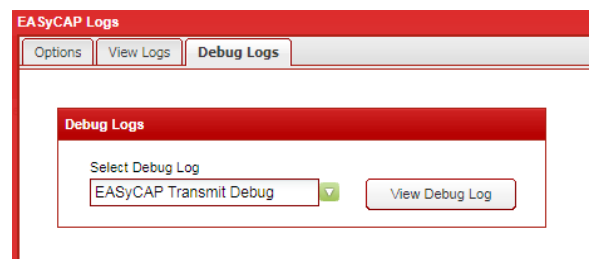 EASyCAP Logs
Options View Logs Debug Logs
Debug Logs
Select Debug Log
EASyCAP Transmit Debug View Debug Log